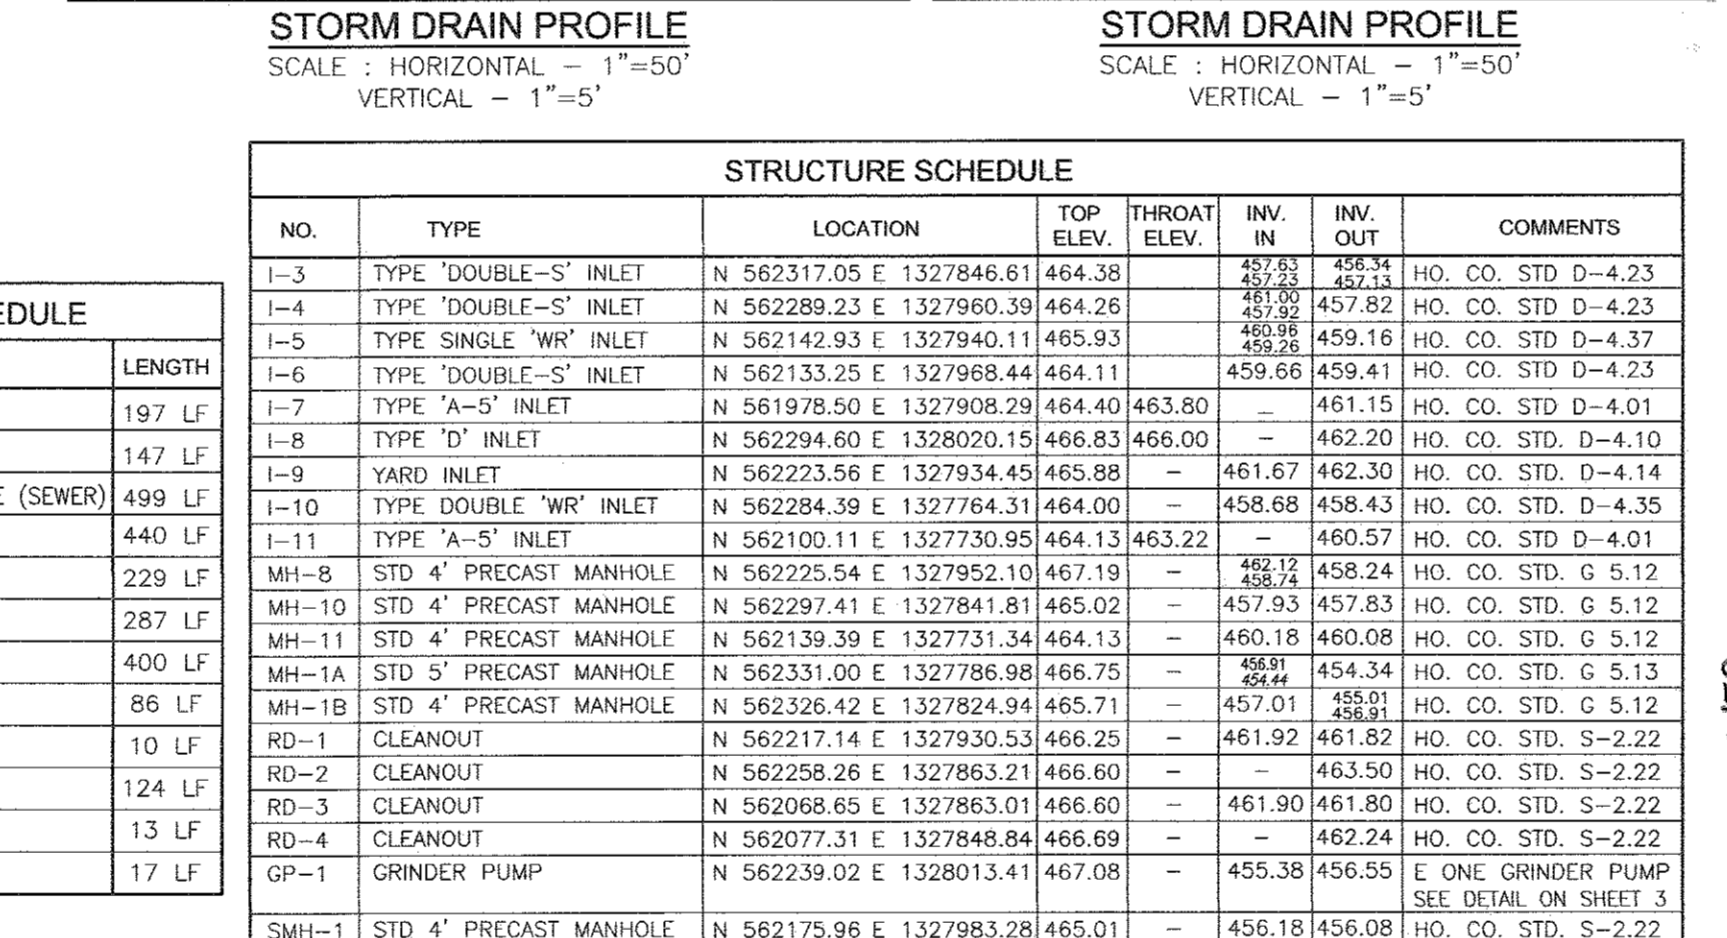 STORM DRAIN PROFILE
SCALE : HORIZONTAL – 1"=50'
VERTICAL – 1"=5'
STORM DRAIN PROFILE
SCALE : HORIZONTAL – 1"=50'
VERTICAL – 1"=5'
EDULE
LENGTH
197 LF
147 LF
E (SEWER) 499 LF
440 LF
229 LF
287 LF
400 LF
86 LF
10 LF
124 LF
13 LF
17 LF
STRUCTURE SCHEDULE
NO. TYPE LOCATION TOP ELEV. THROAT ELEV. INV. IN INV. OUT COMMENTS
I-3 TYPE 'DOUBLE-S' INLET N 562317.05 E 1327846.61 464.38 457.63 457.23 456.34 457.13 HO. CO. STD D-4.23
I-4 TYPE 'DOUBLE-S' INLET N 562289.23 E 1327960.39 464.26 461.00 457.92 457.82 HO. CO. STD D-4.23
I-5 TYPE SINGLE 'WR' INLET N 562142.93 E 1327940.11 465.93 460.96 459.26 459.16 HO. CO. STD D-4.37
I-6 TYPE 'DOUBLE-S' INLET N 562133.25 E 1327968.44 464.11 459.66 459.41 HO. CO. STD D-4.23
I-7 TYPE 'A-5' INLET N 561978.50 E 1327908.29 464.40 463.80 – 461.15 HO. CO. STD D-4.01
I-8 TYPE 'D' INLET N 562294.60 E 1328020.15 466.83 466.00 – 462.20 HO. CO. STD. D-4.10
I-9 YARD INLET N 562223.56 E 1327934.45 465.88 – 461.67 462.30 HO. CO. STD. D-4.14
I-10 TYPE DOUBLE 'WR' INLET N 562284.39 E 1327764.31 464.00 – 458.68 458.43 HO. CO. STD. D-4.35
I-11 TYPE 'A-5' INLET N 562100.11 E 1327730.95 464.13 463.22 – 460.57 HO. CO. STD D-4.01
MH-8 STD 4' PRECAST MANHOLE N 562225.54 E 1327952.10 467.19 – 462.12 458.74 458.24 HO. CO. STD. G 5.12
MH-10 STD 4' PRECAST MANHOLE N 562297.41 E 1327841.81 465.02 – 457.93 457.83 HO. CO. STD. G 5.12
MH-11 STD 4' PRECAST MANHOLE N 562139.39 E 1327731.34 464.13 – 460.18 460.08 HO. CO. STD. G 5.12
MH-1A STD 5' PRECAST MANHOLE N 562331.00 E 1327786.98 466.75 – 456.91 454.44 454.34 HO. CO. STD. G 5.13
MH-1B STD 4' PRECAST MANHOLE N 562326.42 E 1327824.94 465.71 – 457.01 455.01 456.91 HO. CO. STD. G 5.12
RD-1 CLEANOUT N 562217.14 E 1327930.53 466.25 – 461.92 461.82 HO. CO. STD. S-2.22
RD-2 CLEANOUT N 562258.26 E 1327863.21 466.60 – – 463.50 HO. CO. STD. S-2.22
RD-3 CLEANOUT N 562068.65 E 1327863.01 466.60 – 461.90 461.80 HO. CO. STD. S-2.22
RD-4 CLEANOUT N 562077.31 E 1327848.84 466.69 – – 462.24 HO. CO. STD. S-2.22
GP-1 GRINDER PUMP N 562239.02 E 1328013.41 467.08 – 455.38 456.55 E ONE GRINDER PUMP
SEE DETAIL ON SHEET 3
SMH-1 STD 4' PRECAST MANHOLE N 562175.96 E 1327983.28 465.01 – 456.18 456.08 HO. CO. STD. S-2.22